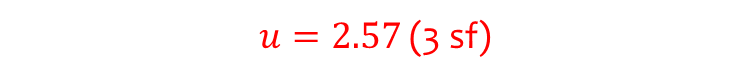 u = 2.57 (3 sf)